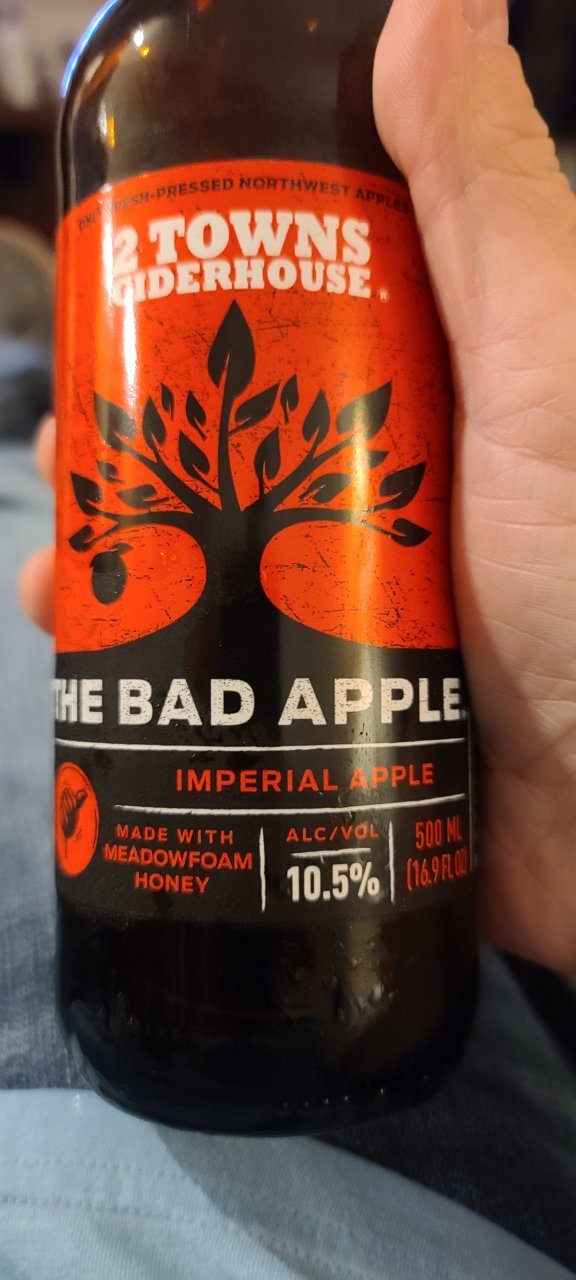 FRESH-PRESSED NORTHWEST APPLES
2 TOWNS
CIDERHOUSE ®
THE BAD APPLE.
IMPERIAL APPLE
MADE WITH
MEADOWFOAM
HONEY
ALC/VOL
10.5%
500 ML
(16.9 FL OZ)